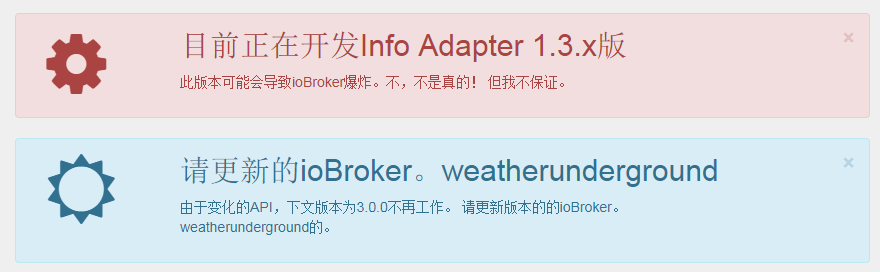 目前正在开发Info Adapter 1.3.x版
此版本可能会导致ioBroker爆炸。不，不是真的！ 但我不保证。
请更新的ioBroker。weatherunderground
由于变化的API，下文版本为3.0.0不再工作。 请更新版本的的ioBroker。
weatherunderground的。